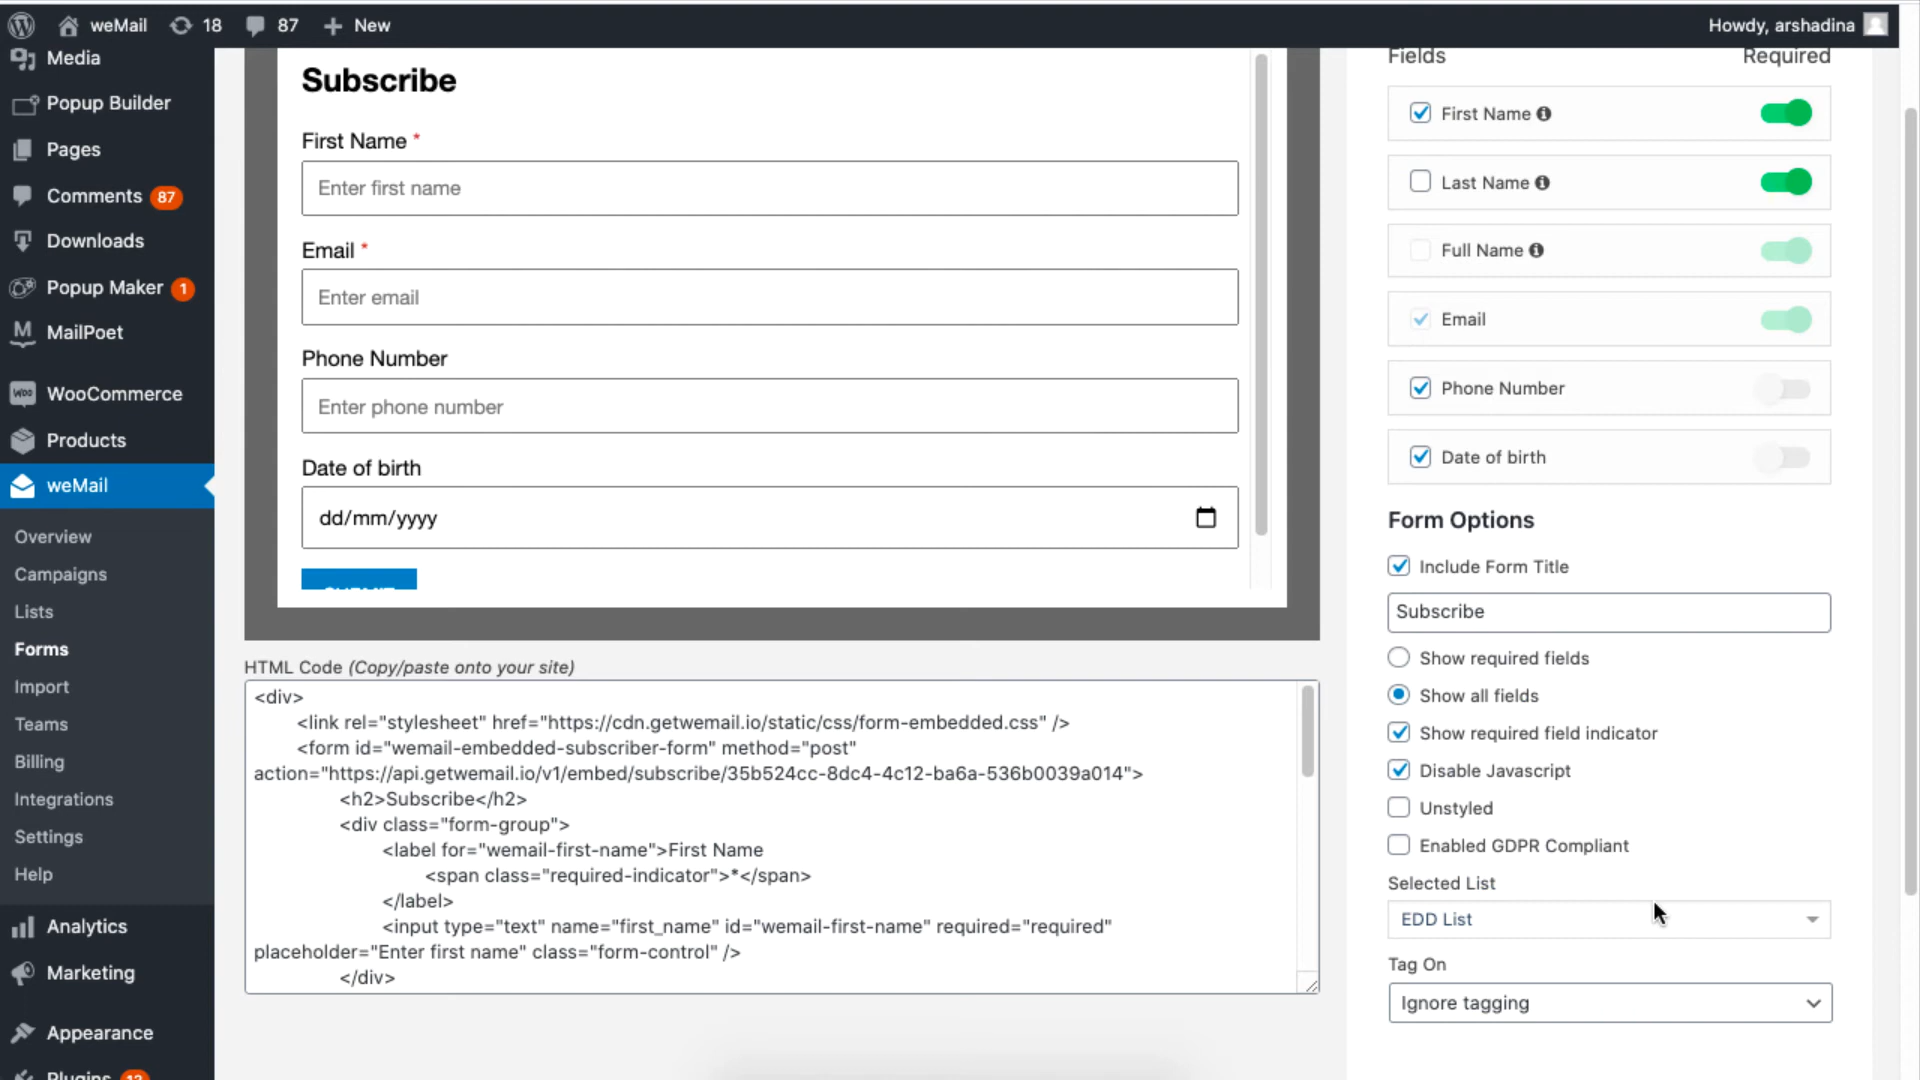 weMail 18 87 New Howdy, arshadina
Media
Popup Builder
Pages
Comments 87
Downloads
Popup Maker 1
MailPoet
WooCommerce
Products
weMail
Overview
Campaigns
Lists
Forms
Import
Teams
Billing
Integrations
Settings
Help
Analytics
Marketing
Appearance
Plugins 12
Subscribe
First Name *
Enter first name
Email *
Enter email
Phone Number
Enter phone number
Date of birth
dd/mm/yyyy
SUBMIT
HTML Code (Copy/paste onto your site)
<div>
<link rel="stylesheet" href="https://cdn.getwemail.io/static/css/form-embedded.css" />
<form id="wemail-embedded-subscriber-form" method="post"
action="https://api.getwemail.io/v1/embed/subscribe/35b524cc-8dc4-4c12-ba6a-536b0039a014">
<h2>Subscribe</h2>
<div class="form-group">
<label for="wemail-first-name">First Name
<span class="required-indicator">*</span>
</label>
<input type="text" name="first_name" id="wemail-first-name" required="required"
placeholder="Enter first name" class="form-control" />
</div>
Fields Required
First Name
Last Name
Full Name
Email
Phone Number
Date of birth
Form Options
Include Form Title
Subscribe
Show required fields
Show all fields
Show required field indicator
Disable Javascript
Unstyled
Enabled GDPR Compliant
Selected List
EDD List
Tag On
Ignore tagging